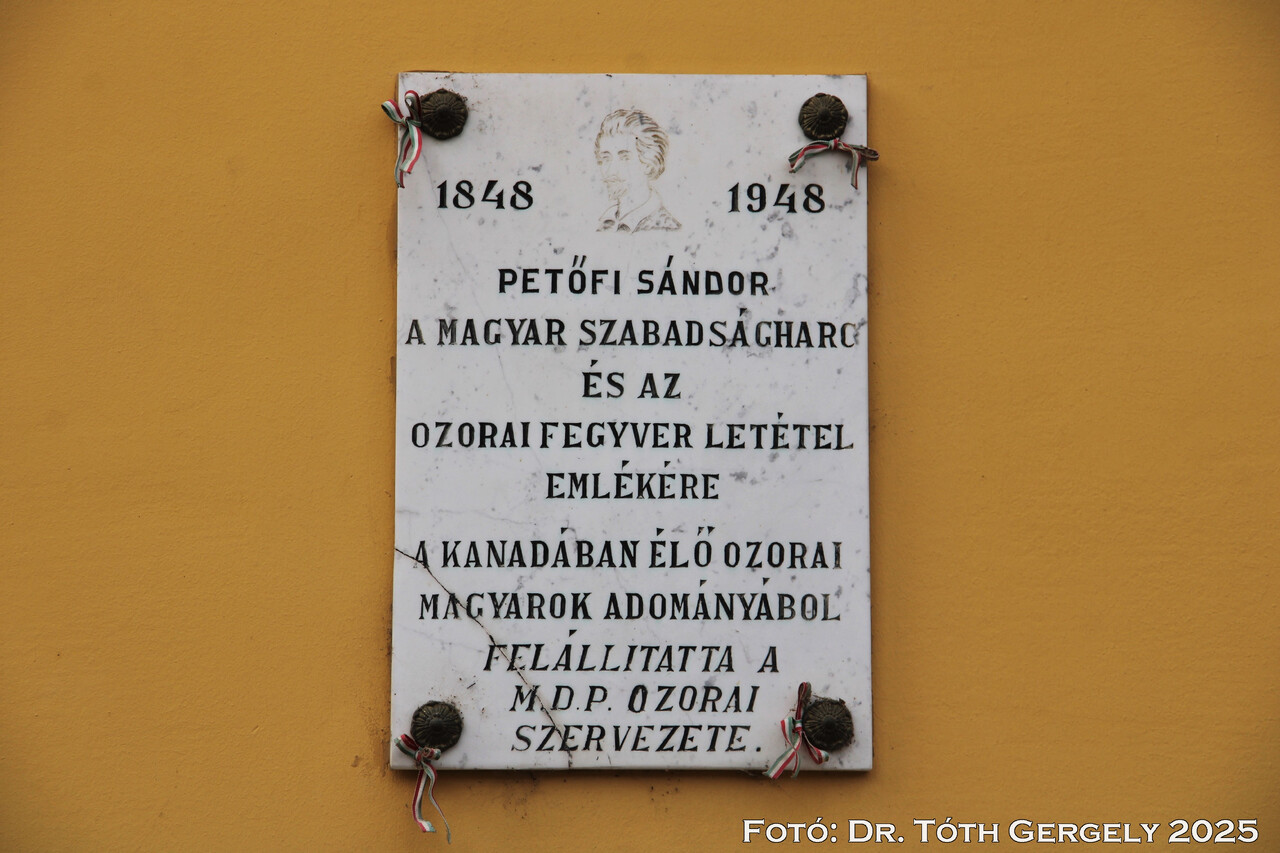 1848 1948
PETŐFI SÁNDOR
A MAGYAR SZABADSÁGHARC
ÉS AZ
OZORAI FEGYVER LETÉTEL
EMLÉKÉRE
A KANADÁBAN ÉLŐ OZORAI
MAGYAROK ADOMÁNYÁBOL
FELÁLLITATTA A
M.D.P. OZORAI
SZERVEZETE.
FOTÓ: DR. TÓTH GERGELY 2025